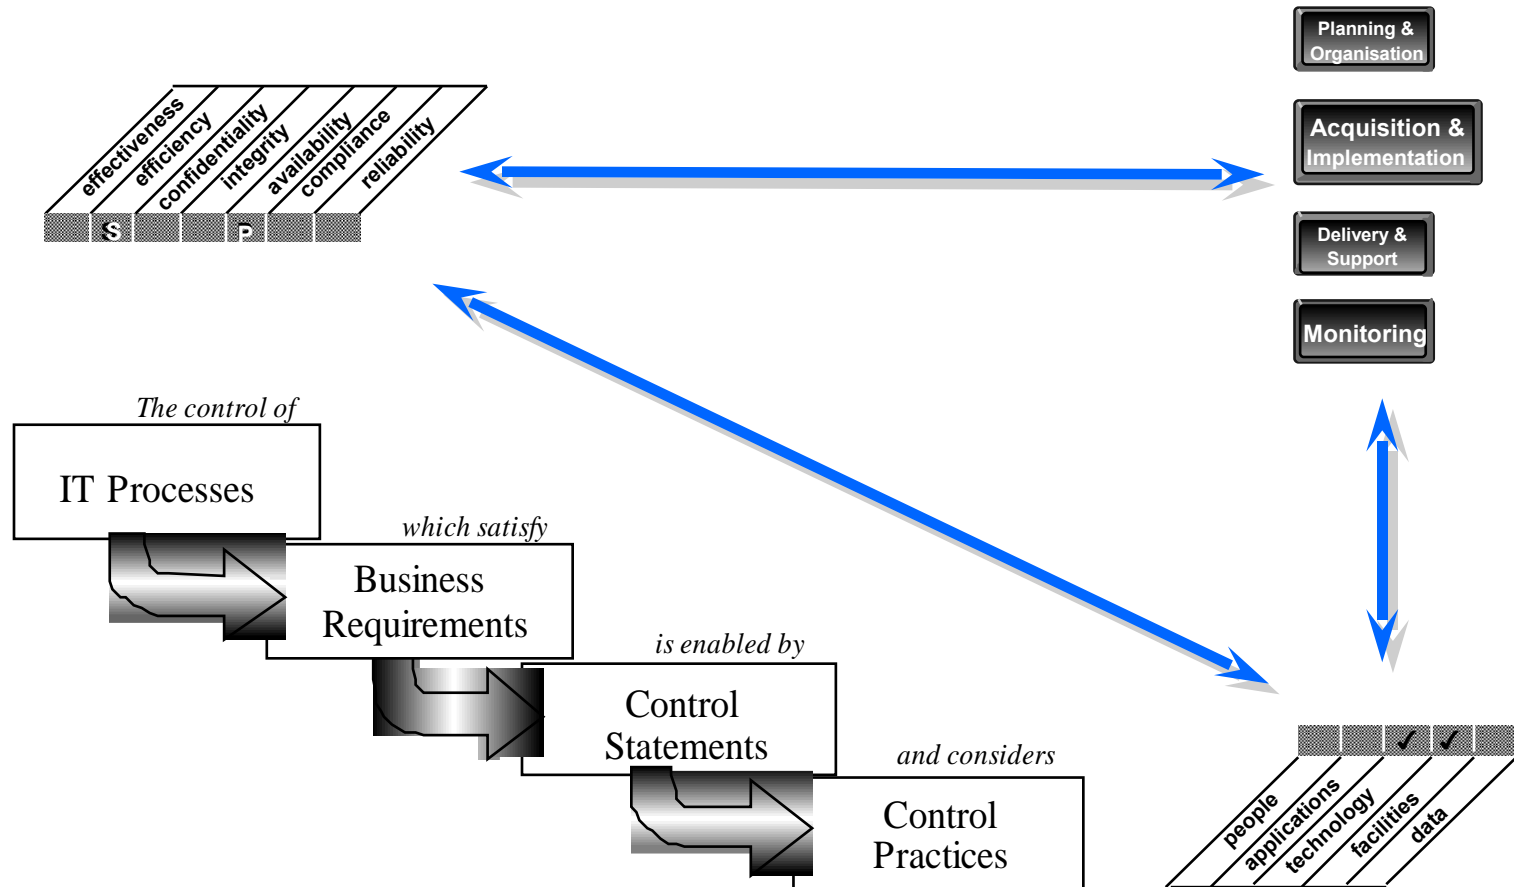 Planning &
Organisation
effectiveness
efficiency
confidentiality
integrity
availability
compliance
reliability
S P
Acquisition &
Implementation
Delivery &
Support
Monitoring
The control of
IT Processes
which satisfy
Business
Requirements
is enabled by
Control
Statements
and considers
Control
Practices
✓ ✓
people
applications
technology
facilities
data